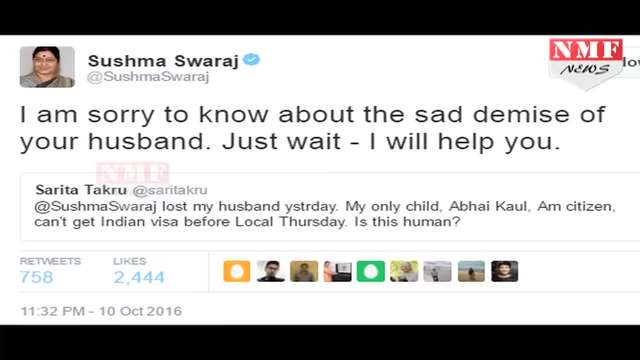 NMF
NEWS
Sushma Swaraj
@SushmaSwaraj
I am sorry to know about the sad demise of
your husband. Just wait - I will help you.
NMF
Sarita Takru @saritakru
@SushmaSwaraj lost my husband ystrday. My only child, Abhai Kaul, Am citizen,
can't get Indian visa before Local Thursday. Is this human?
RETWEETS LIKES
758 2,444
11:32 PM - 10 Oct 2016